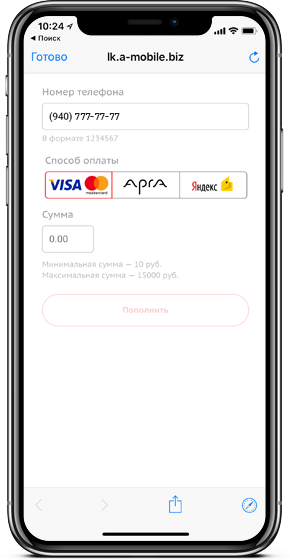 10:24
◀ Поиск
Готово
lk.a-mobile.biz
Номер телефона
(940) 777-77-77
В формате 1234567
Способ оплаты
VISA mastercard АРГА Яндекс
Сумма
0.00
Минимальная сумма — 10 руб.
Максимальная сумма — 15000 руб.
Пополнить